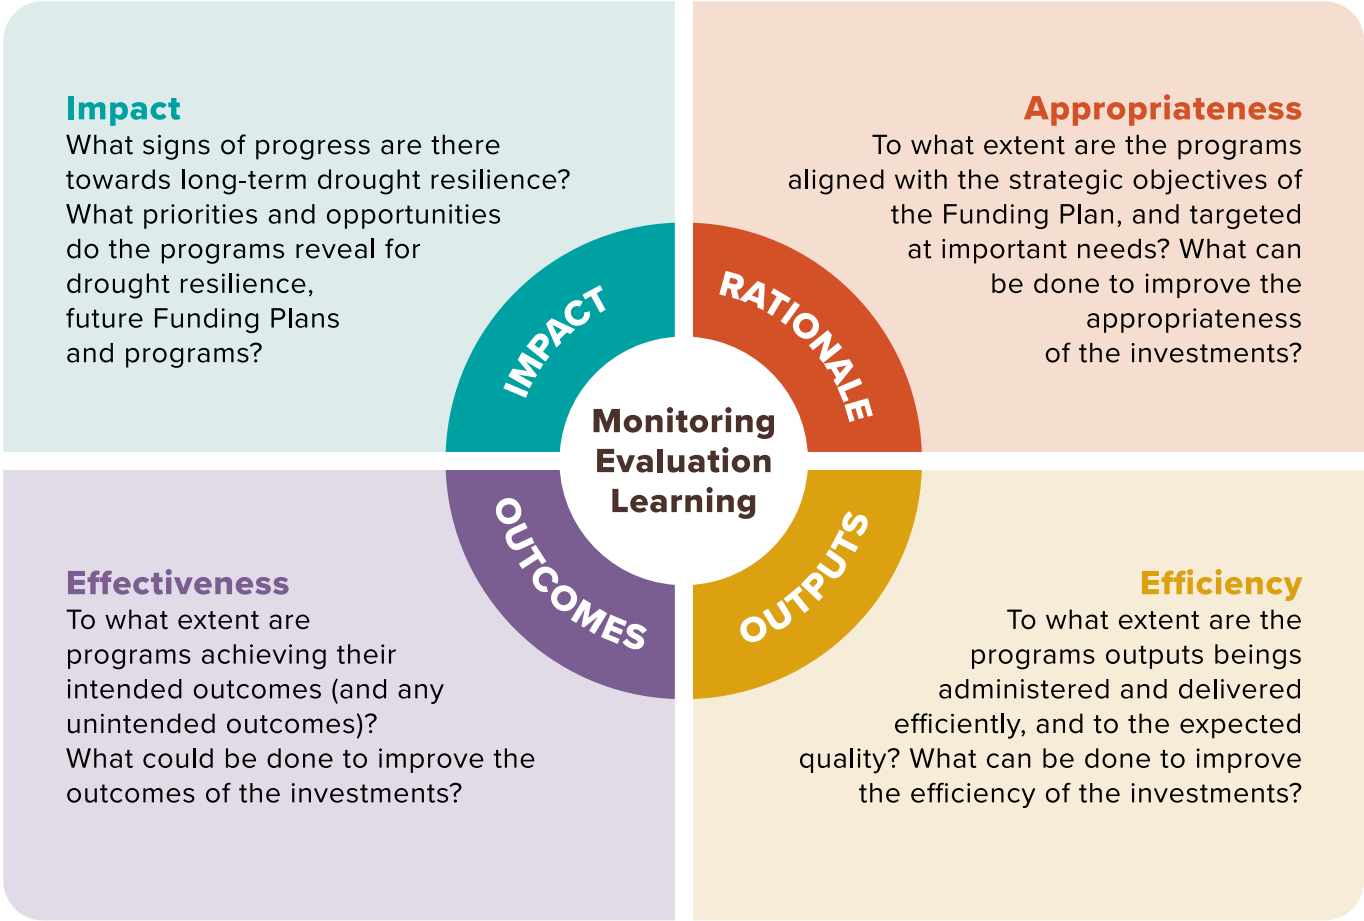 Impact
What signs of progress are there
towards long-term drought resilience?
What priorities and opportunities
do the programs reveal for
drought resilience,
future Funding Plans
and programs?
Appropriateness
To what extent are the programs
aligned with the strategic objectives of
the Funding Plan, and targeted
at important needs? What can
be done to improve the
appropriateness
of the investments?
IMPACT
RATIONALE
Monitoring
Evaluation
Learning
OUTCOMES
OUTPUTS
Effectiveness
To what extent are
programs achieving their
intended outcomes (and any
unintended outcomes)?
What could be done to improve the
outcomes of the investments?
Efficiency
To what extent are the
programs outputs beings
administered and delivered
efficiently, and to the expected
quality? What can be done to improve
the efficiency of the investments?